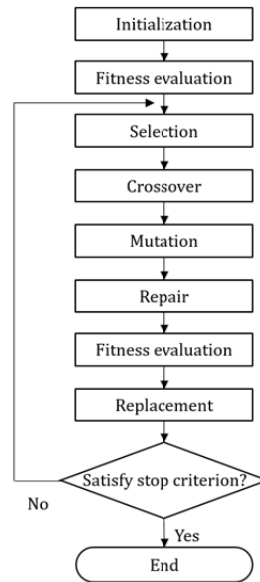 Initialization
Fitness evaluation
Selection
Crossover
Mutation
Repair
Fitness evaluation
Replacement
Satisfy stop criterion?
No
Yes
End